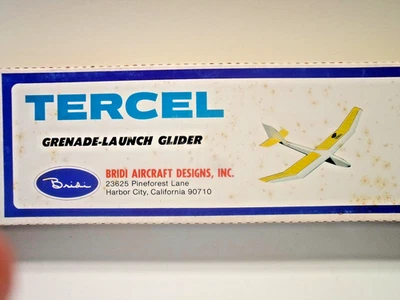 TERCEL
GRENADE-LAUNCH GLIDER
Bridi
BRIDI AIRCRAFT DESIGNS, INC.
23625 Pineforest Lane
Harbor City, California 90710